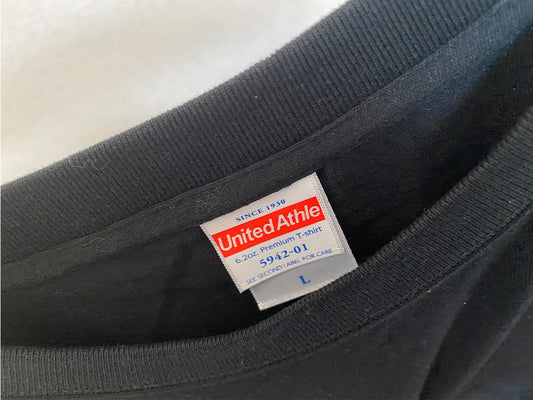 SINCE 1930
United Athle
6.2oz. Premium T-shirt
5942-01
SEE SECOND LABEL FOR CARE
L